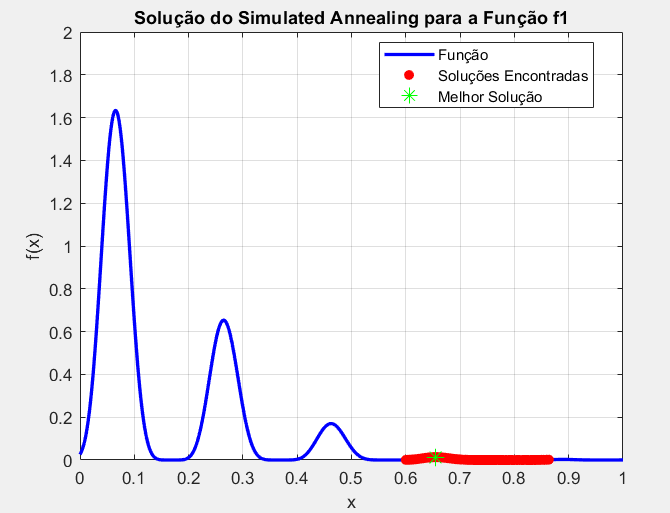 Solução do Simulated Annealing para a Função f1
Função
Soluções Encontradas
Melhor Solução
f(x)
2
1.8
1.6
1.4
1.2
1
0.8
0.6
0.4
0.2
0
0 0.1 0.2 0.3 0.4 0.5 0.6 0.7 0.8 0.9 1
x